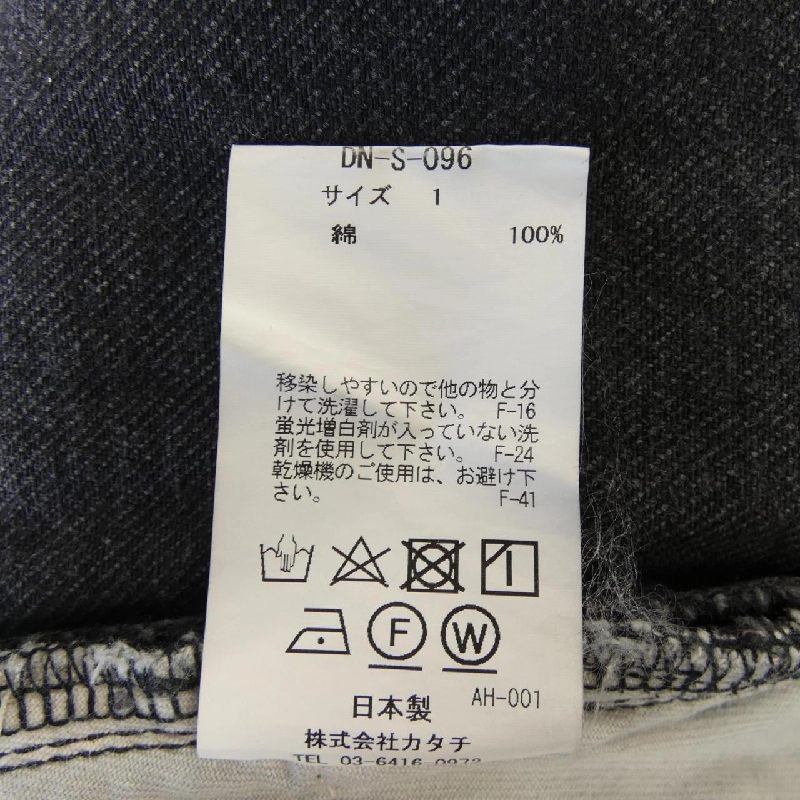 DN-S-096
サイズ 1
綿 100%
移染しやすいので他の物と分
けて洗濯して下さい。 F-16
蛍光増白剤が入っていない洗
剤を使用して下さい。 F-24
乾燥機のご使用は、お避け下
さい。 F-41
F W
日本製 AH-001
株式会社カタチ
TEL 03-6416-0973